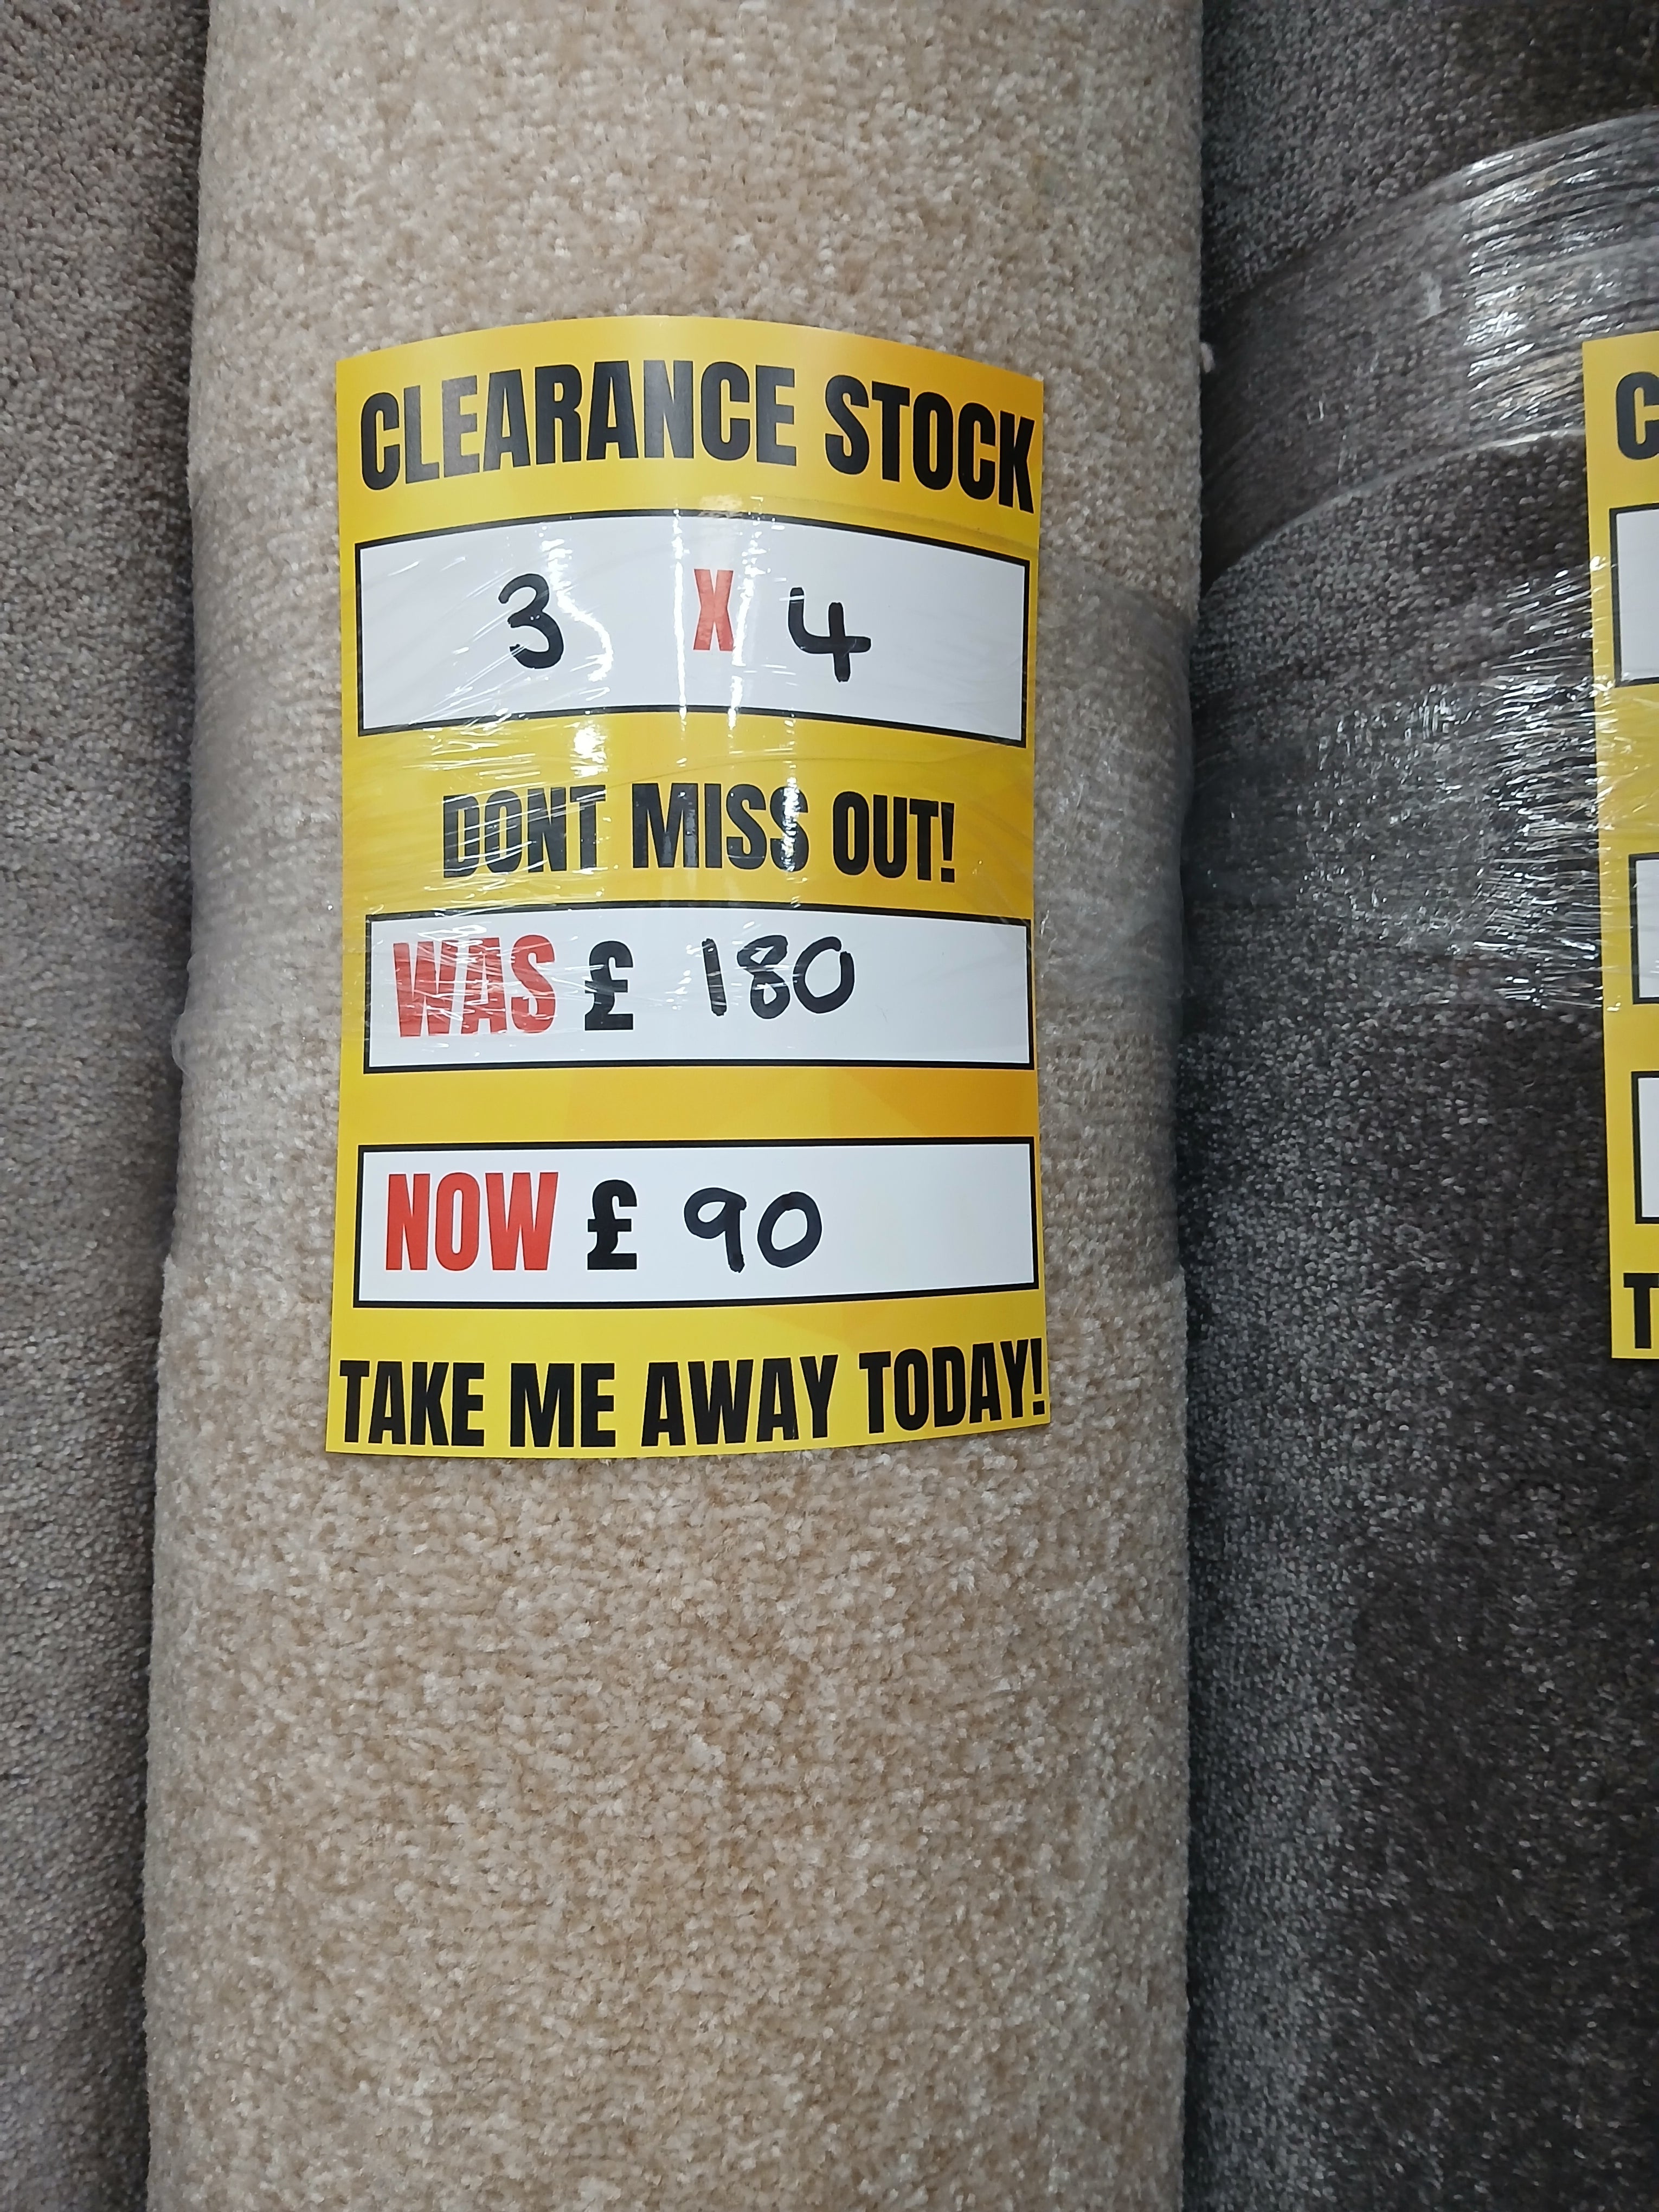 CLEARANCE STOCK
3 X 4
DONT MISS OUT!
WAS £ 180
NOW £ 90
TAKE ME AWAY TODAY!
C
T